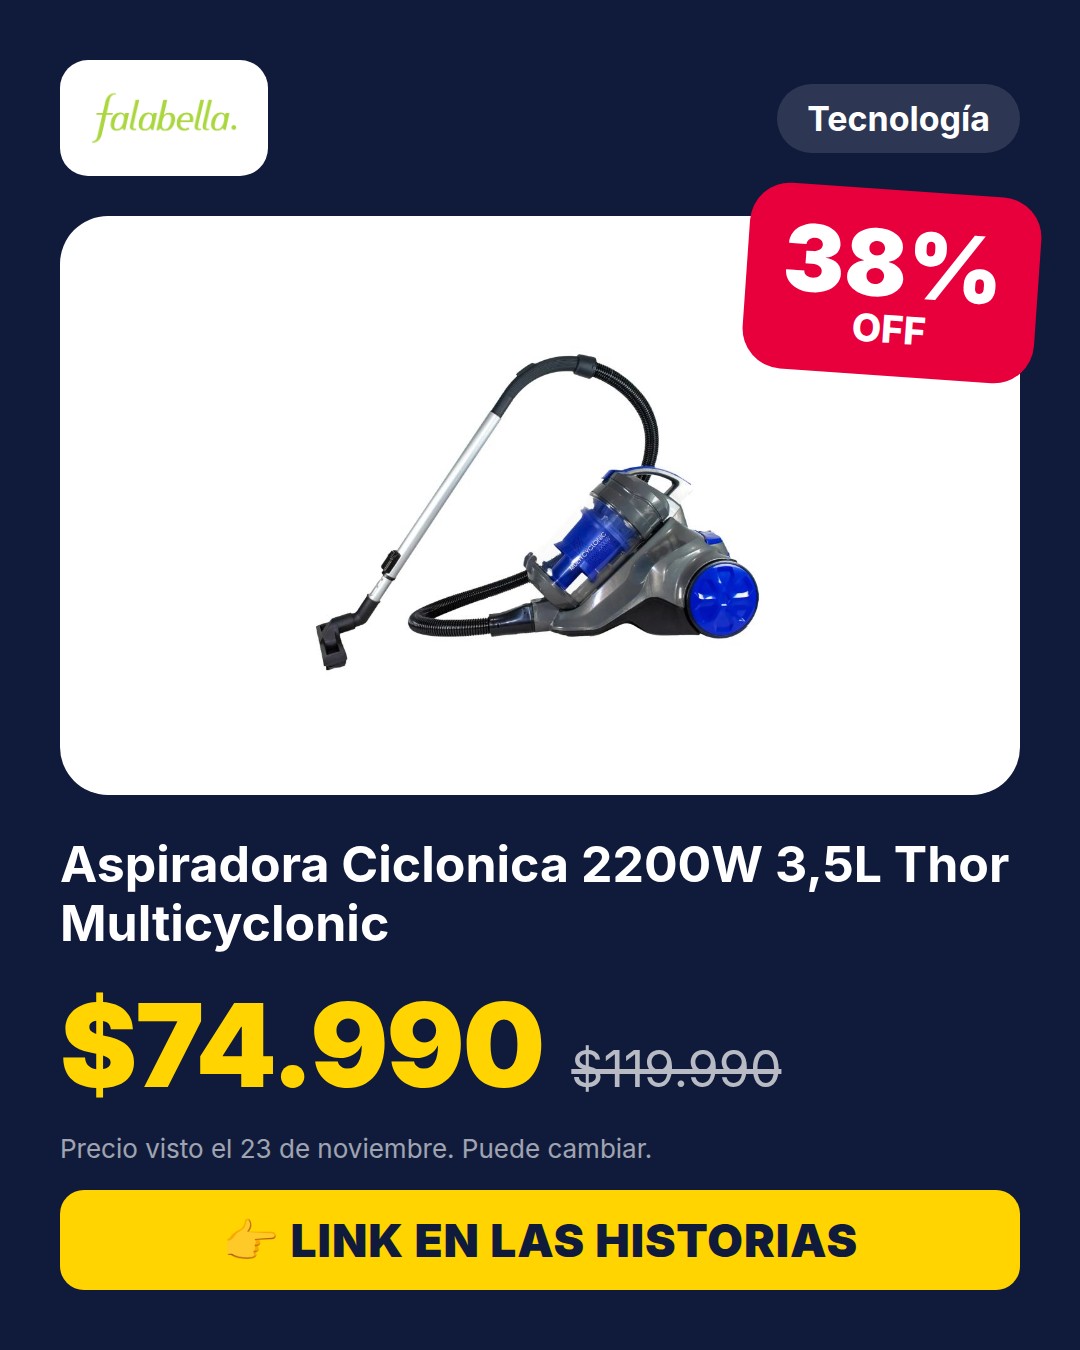 falabella.
Tecnología
38%
OFF
Aspiradora Ciclonica 2200W 3,5L Thor
Multicyclonic
$74.990 $119.990
Precio visto el 23 de noviembre. Puede cambiar.
👉 LINK EN LAS HISTORIAS